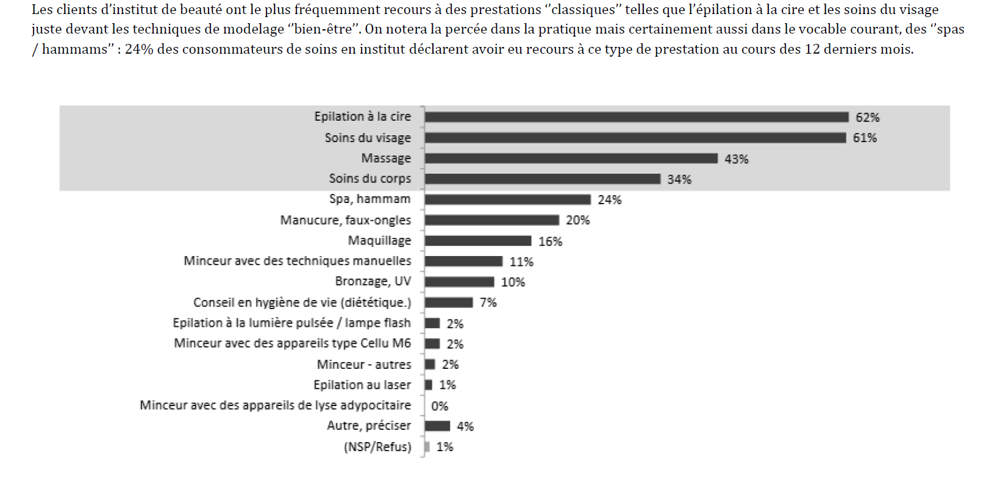 Les clients d’institut de beauté ont le plus fréquemment recours à des prestations ‘’classiques’’ telles que l’épilation à la cire et les soins du visage
juste devant les techniques de modelage ‘’bien-être’’. On notera la percée dans la pratique mais certainement aussi dans le vocable courant, des ‘’spas
/ hammams’’ : 24% des consommateurs de soins en institut déclarent avoir eu recours à ce type de prestation au cours des 12 derniers mois.
Epilation à la cire 62%
Soins du visage 61%
Massage 43%
Soins du corps 34%
Spa, hammam 24%
Manucure, faux-ongles 20%
Maquillage 16%
Minceur avec des techniques manuelles 11%
Bronzage, UV 10%
Conseil en hygiène de vie (diététique.) 7%
Epilation à la lumière pulsée / lampe flash 2%
Minceur avec des appareils type Cellu M6 2%
Minceur - autres 2%
Epilation au laser 1%
Minceur avec des appareils de lyse adypocitaire 0%
Autre, préciser 4%
(NSP/Refus) 1%